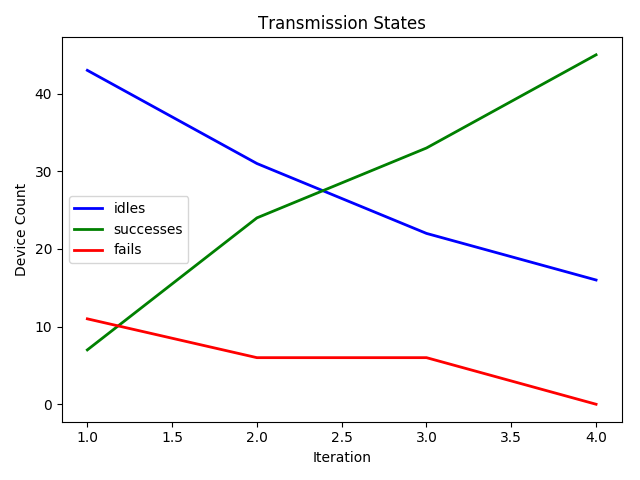 Transmission States
Device Count
40
30
20
10
0
idles
successes
fails
1.0 1.5 2.0 2.5 3.0 3.5 4.0
Iteration